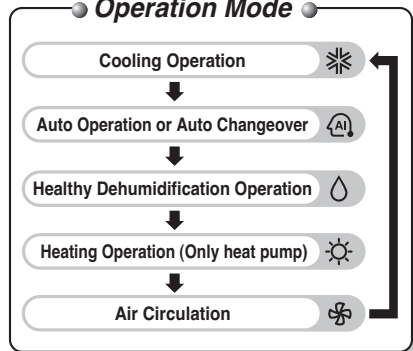 Operation Mode
Cooling Operation
Auto Operation or Auto Changeover
AI
Healthy Dehumidification Operation
Heating Operation (Only heat pump)
Air Circulation